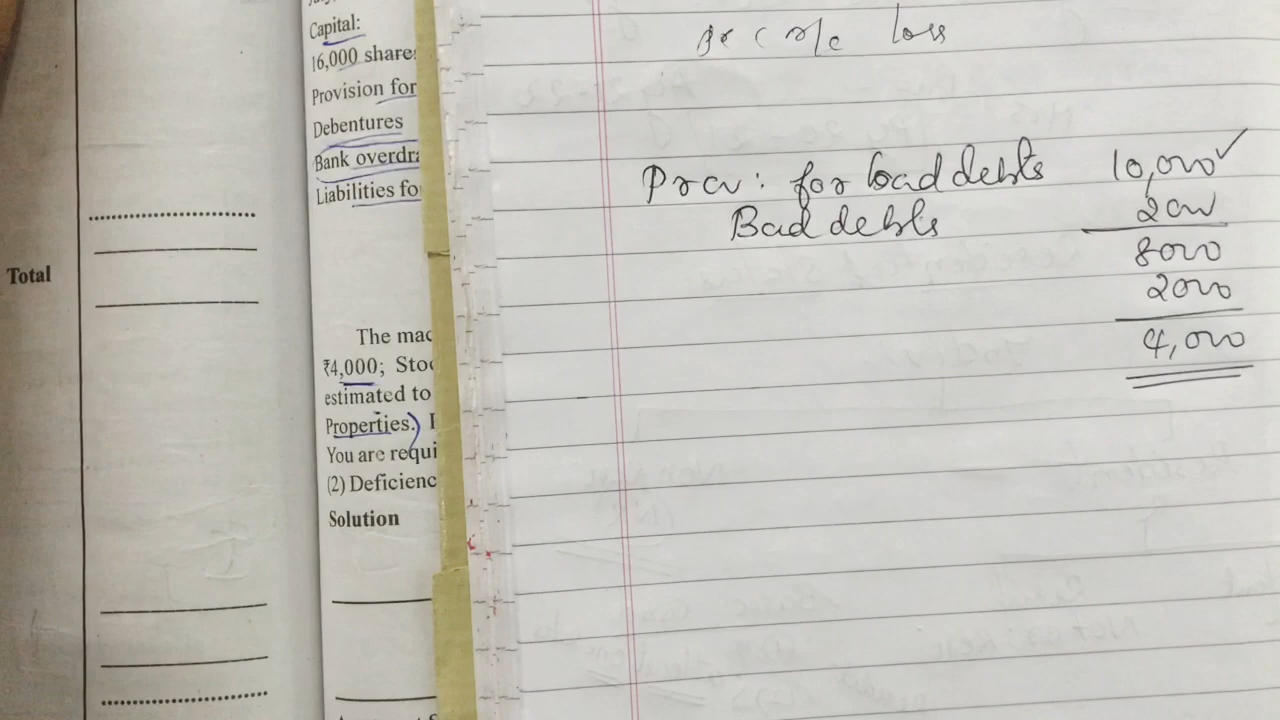 Capital:
16,000 share
Provision for
Debentures
Bank overdra
Liabilities fo
Total
The mac
₹4,000; Stoc
estimated to
Properties.)
You are requi
(2) Deficienc
Solution
loss
Prov: for bad debts 10,000 ✓
Bad debts 2000
8000
2000
4,000